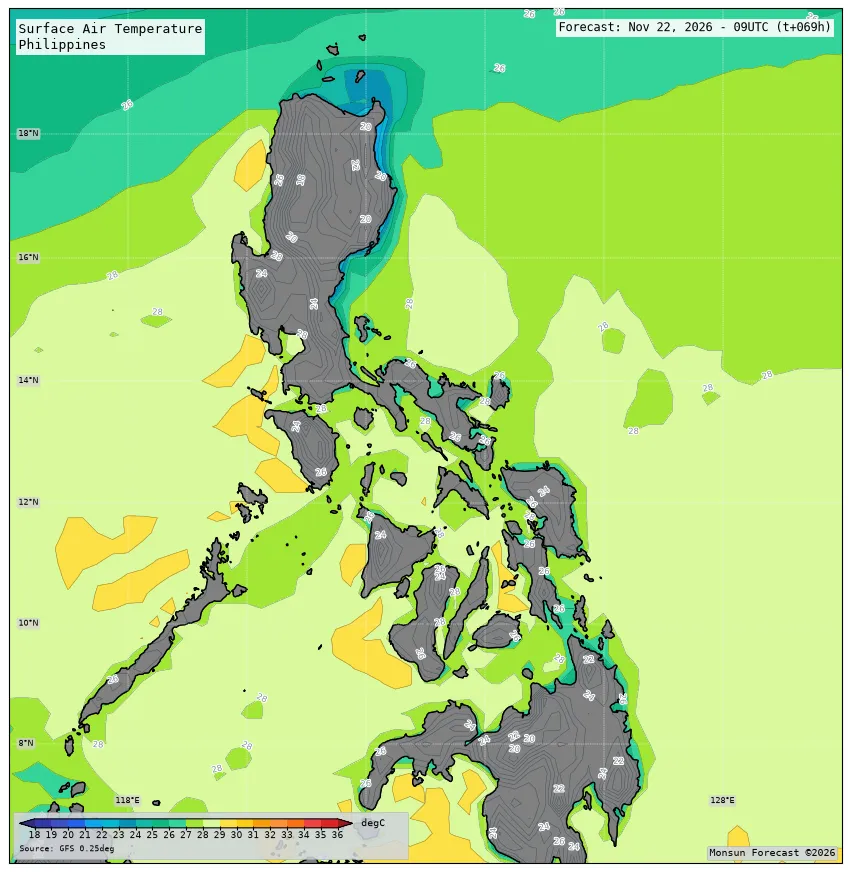 Surface Air Temperature
Philippines
Forecast: Nov 22, 2026 - 09UTC (t+069h)
18°N
16°N
14°N
12°N
10°N
8°N
118°E
128°E
18 19 20 21 22 23 24 25 26 27 28 29 30 31 32 33 34 35 36
degC
Source: GFS 0.25deg
Monsun Forecast ©2026